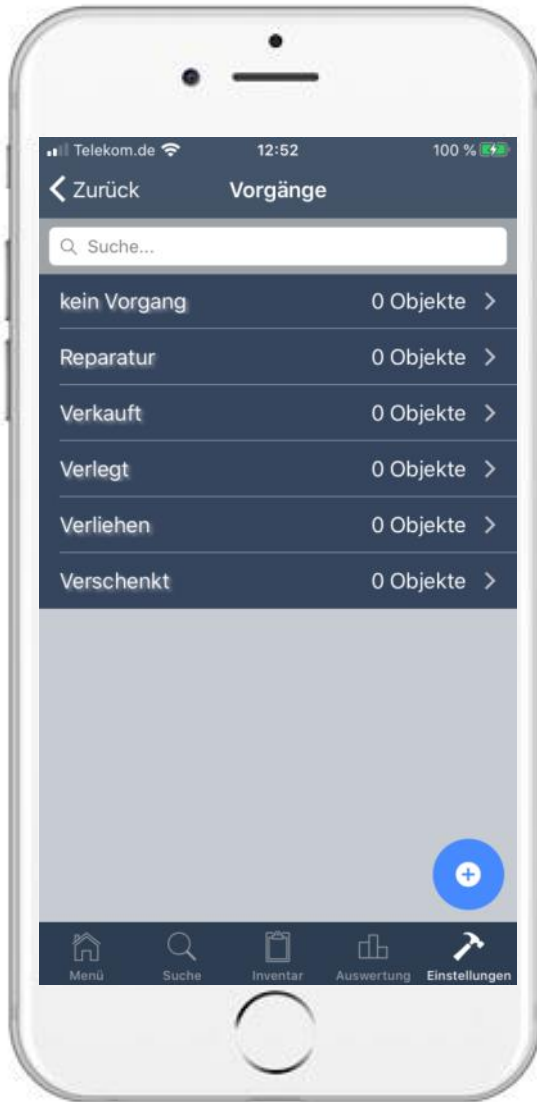 Telekom.de 12:52 100 %
Zurück Vorgänge
Suche...
kein Vorgang 0 Objekte
Reparatur 0 Objekte
Verkauft 0 Objekte
Verlegt 0 Objekte
Verliehen 0 Objekte
Verschenkt 0 Objekte
Menü Suche Inventar Auswertung Einstellungen